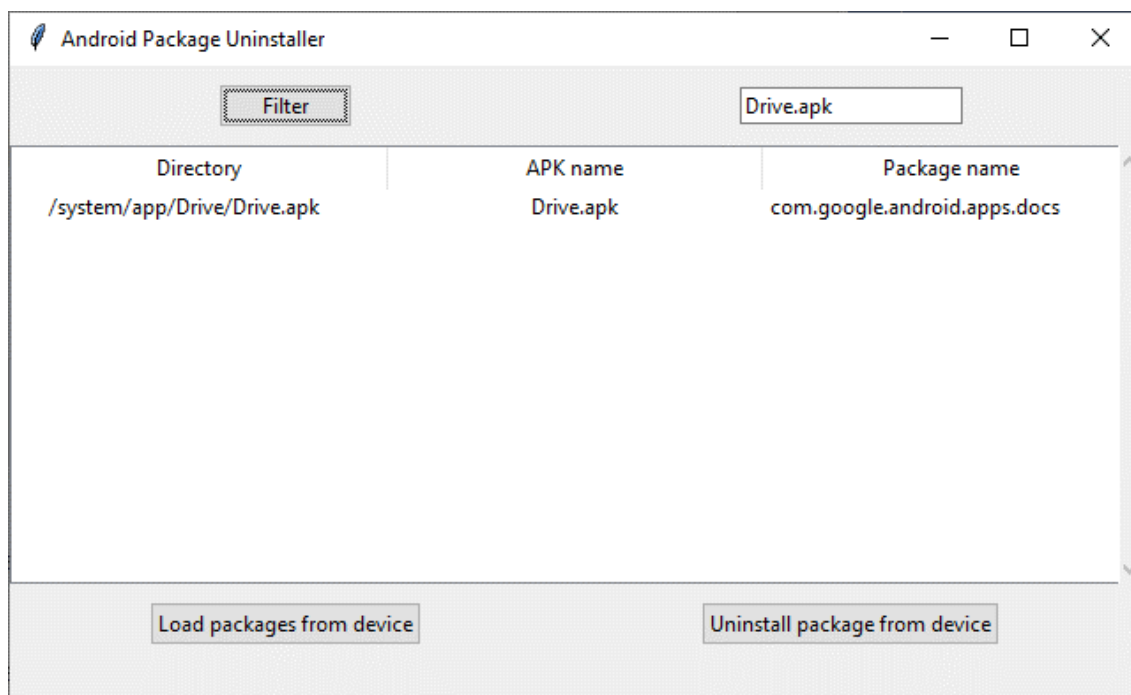 Android Package Uninstaller
Filter Drive.apk
Directory APK name Package name
/system/app/Drive/Drive.apk Drive.apk com.google.android.apps.docs
Load packages from device Uninstall package from device